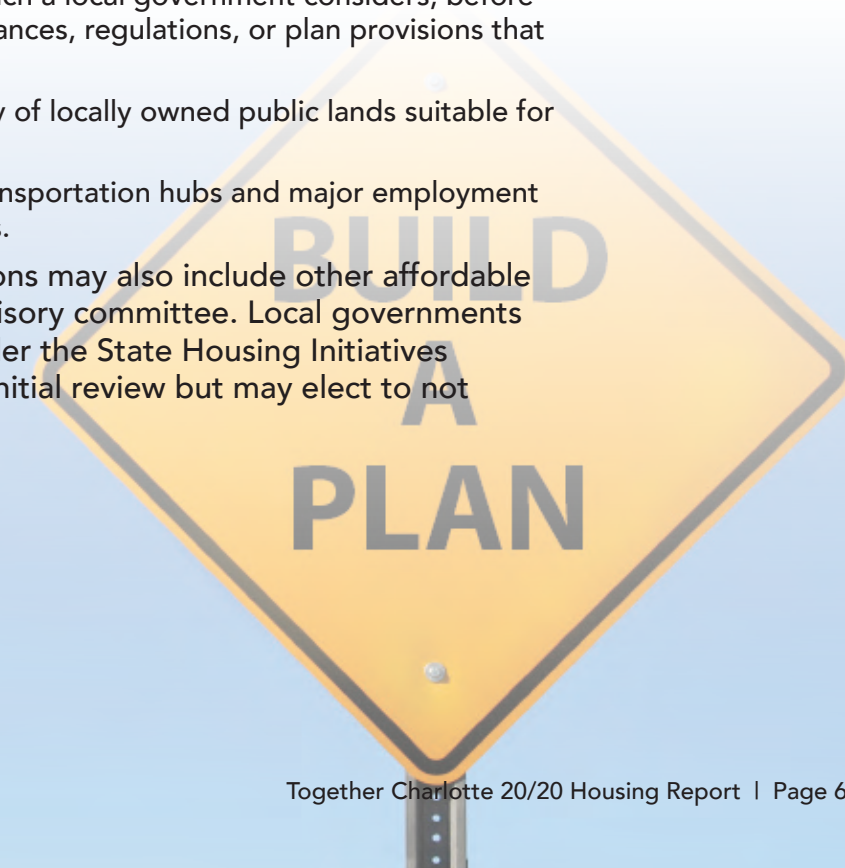 a local government considers, before
ances, regulations, or plan provisions that
of locally owned public lands suitable for
nsportation hubs and major employment
s.
BUILD
ons may also include other affordable
isory committee. Local governments
er the State Housing Initiatives
nitial review but may elect to not
A
PLAN
Together Charlotte 20/20 Housing Report | Page 6